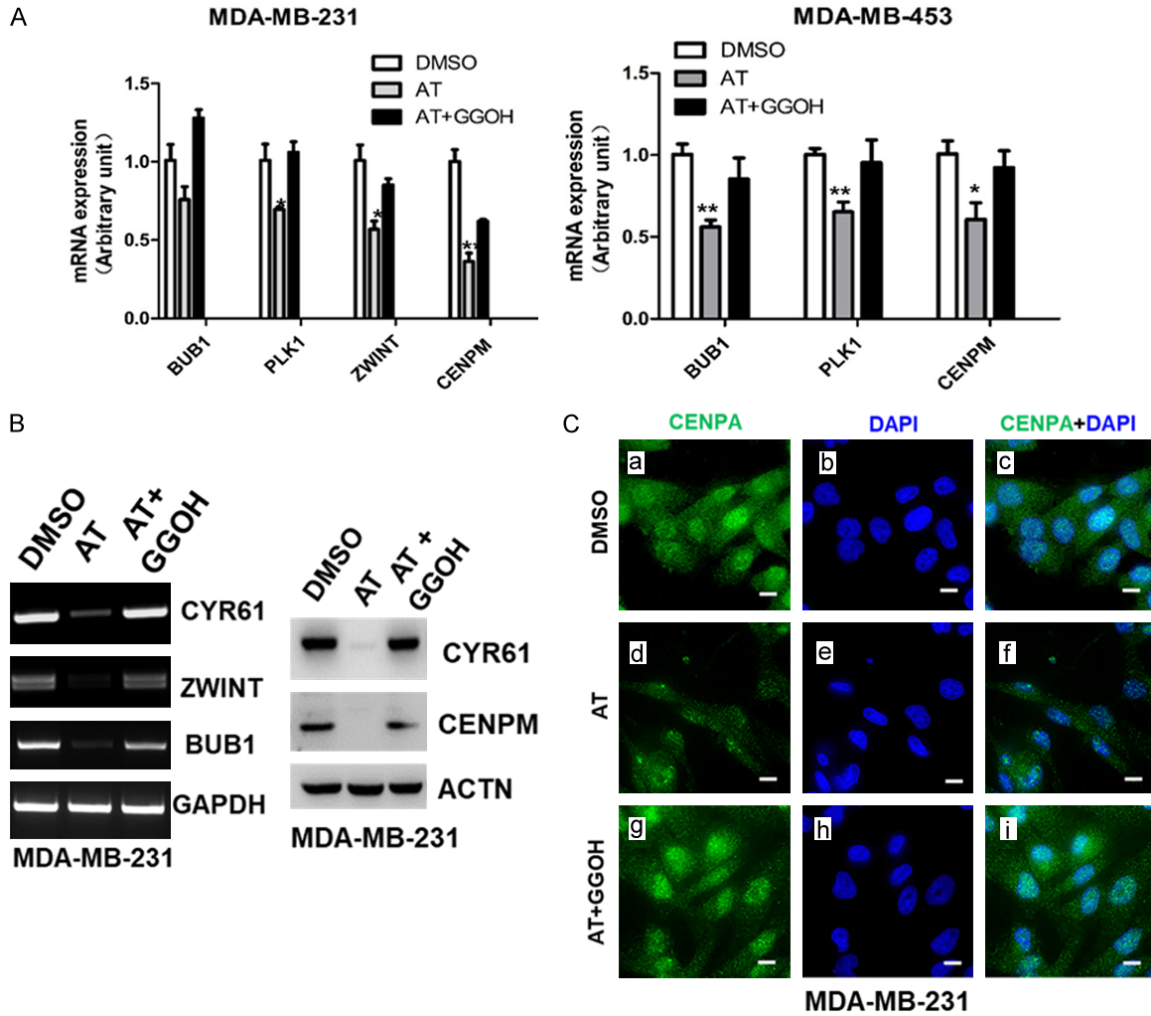 A
MDA-MB-231
DMSO
AT
AT+GGOH
mRNA expression
(Arbitrary unit)
1.5
1.0
0.5
0.0
*
*
**
BUB1
PLK1
ZWINT
CENPM
MDA-MB-453
DMSO
AT
AT+GGOH
mRNA expression
(Arbitrary unit)
1.5
1.0
0.5
0.0
**
**
*
BUB1
PLK1
CENPM
B
DMSO
AT
AT+
GGOH
CYR61
ZWINT
BUB1
GAPDH
MDA-MB-231
DMSO
AT
AT +
GGOH
CYR61
CENPM
ACTN
MDA-MB-231
C
CENPA
DAPI
CENPA+DAPI
DMSO
a
b
c
AT
d
e
f
AT+GGOH
g
h
i
MDA-MB-231